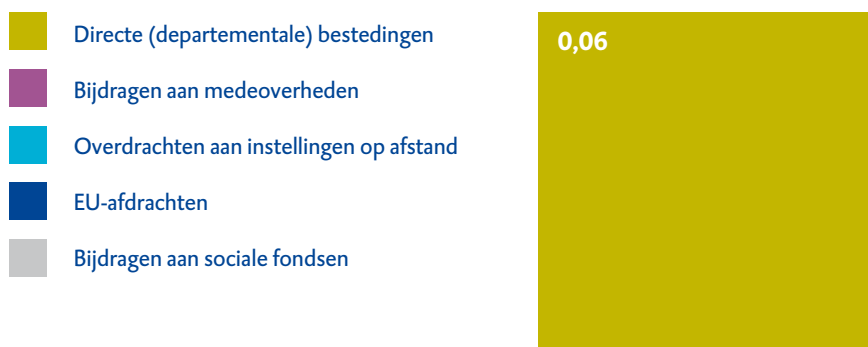 Directe (departementale) bestedingen
Bijdragen aan medeoverheden
Overdrachten aan instellingen op afstand
EU-afdrachten
Bijdragen aan sociale fondsen
0,06